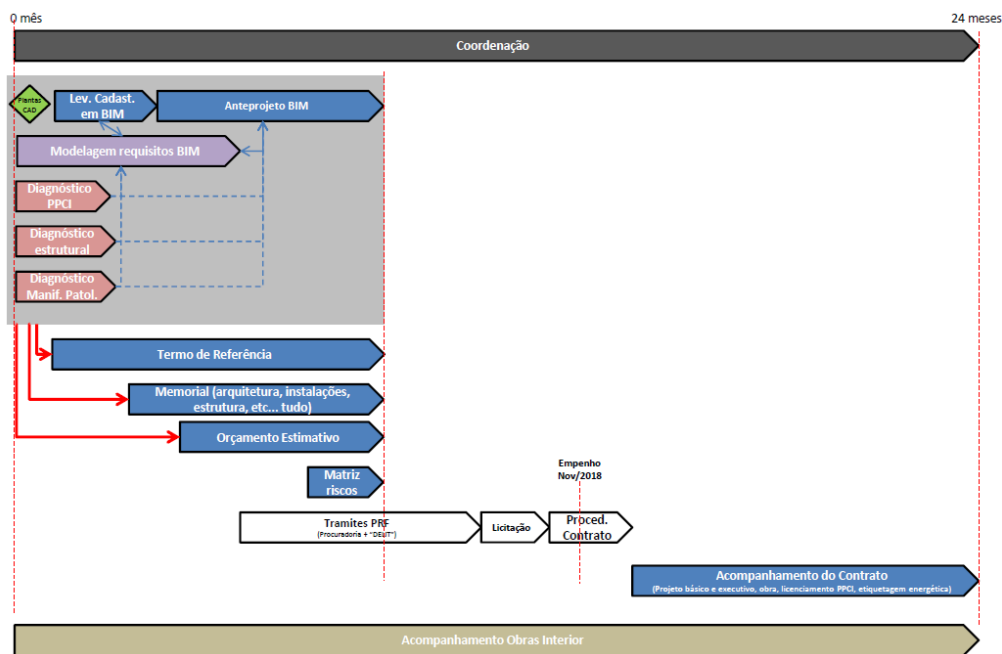 0 mês
24 meses
Coordenação
Plantas
CAD
Lev. Cadast.
em BIM
Anteprojeto BIM
Modelagem requisitos BIM
Diagnóstico
PPCI
Diagnóstico
estrutural
Diagnóstico
Manif. Patol.
Termo de Referência
Memorial (arquitetura, instalações,
estrutura, etc... tudo)
Orçamento Estimativo
Matriz
riscos
Empenho
Nov/2018
Tramites PRF
(Procuradoria + "DELIT")
Licitação
Proced.
Contrato
Acompanhamento do Contrato
(Projeto básico e executivo, obra, licenciamento PPCI, etiquetagem energética)
Acompanhamento Obras Interior